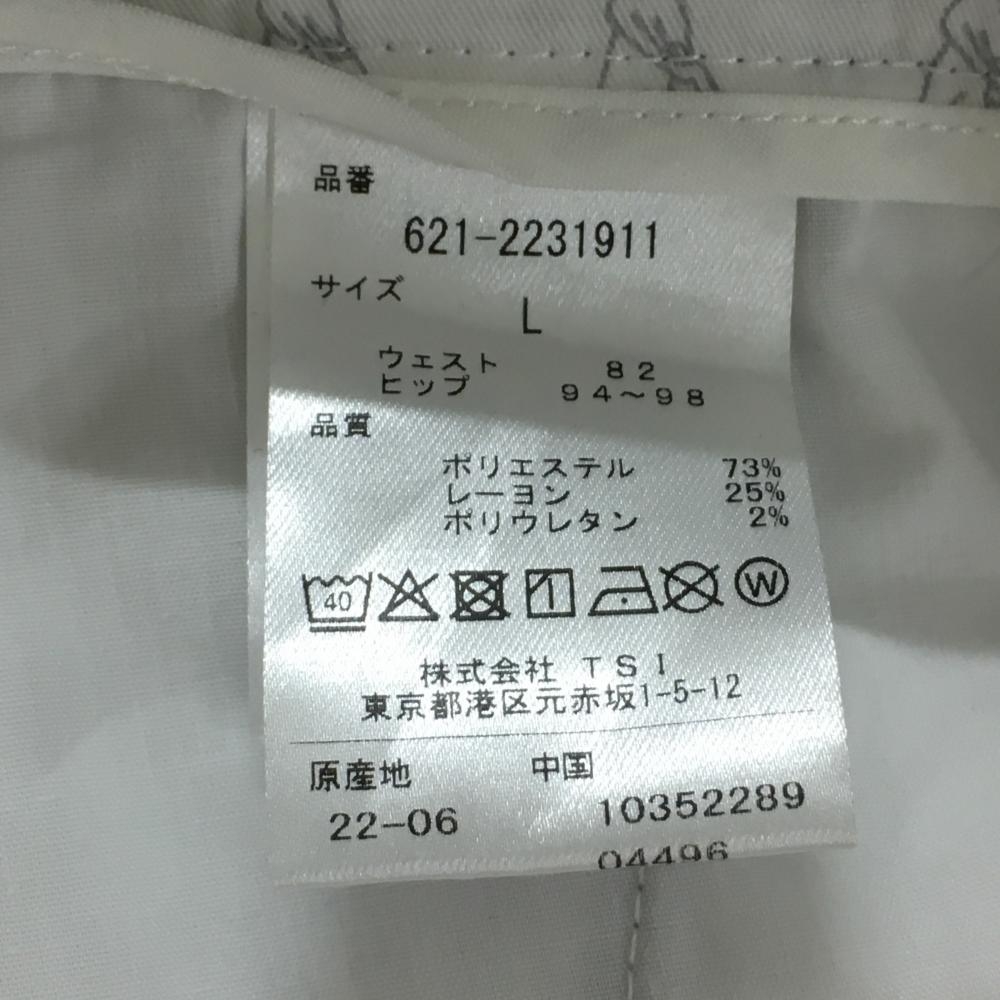 品番
621-2231911
サイズ
L
ウェスト 82
ヒップ 94～98
品質
ポリエステル 73%
レーヨン 25%
ポリウレタン 2%
40 W
株式会社 TSI
東京都港区元赤坂1-5-12
原産地 中国
22-06 10352289
04496